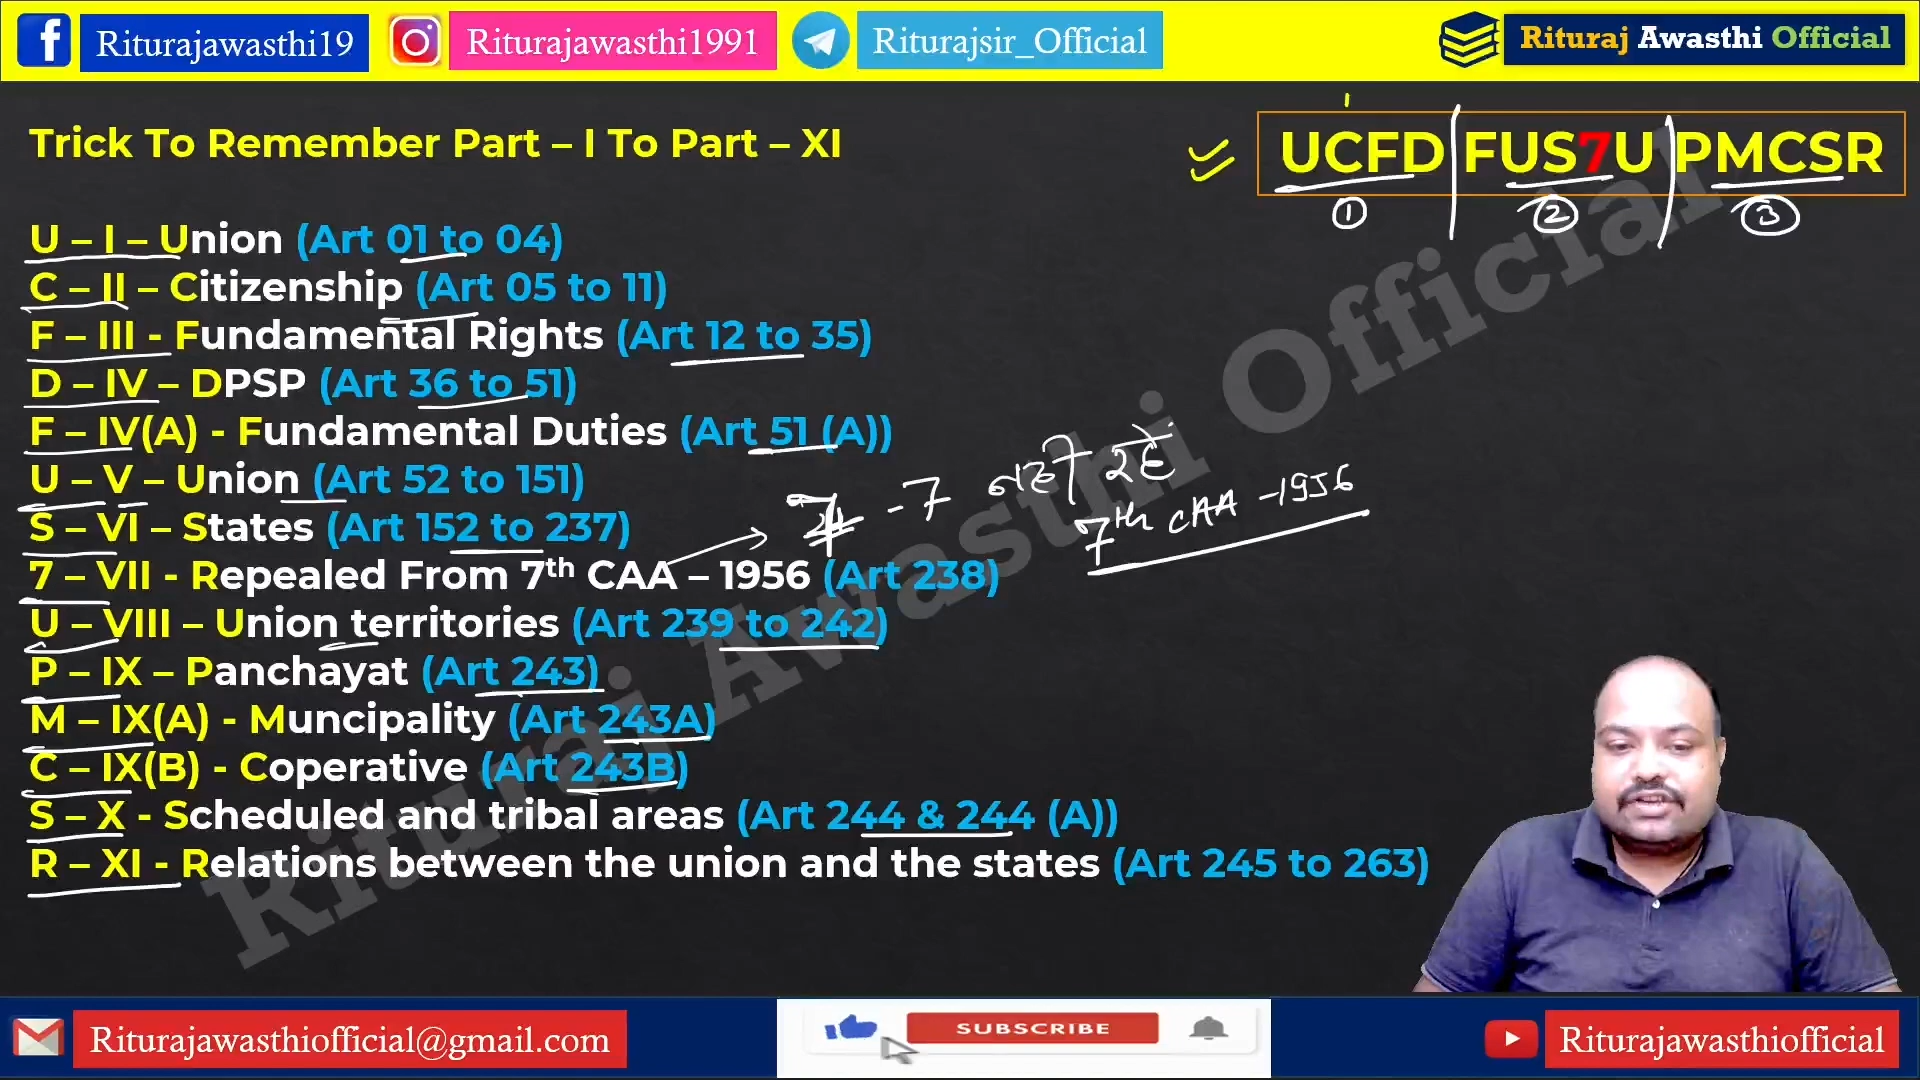 Riturajawasthi19
Riturajawasthi1991
Riturajsir_Official
Rituraj Awasthi Official
Trick To Remember Part – I To Part – XI
UCFD FUS7U PMCSR
1 2 3
U – I – Union (Art 01 to 04)
C – II – Citizenship (Art 05 to 11)
F – III - Fundamental Rights (Art 12 to 35)
D – IV – DPSP (Art 36 to 51)
F – IV(A) - Fundamental Duties (Art 51 (A))
U – V – Union (Art 52 to 151)
S – VI – States (Art 152 to 237)
7 – VII - Repealed From 7th CAA – 1956 (Art 238)
U – VIII – Union territories (Art 239 to 242)
P – IX – Panchayat (Art 243)
M – IX(A) - Muncipality (Art 243A)
C – IX(B) - Coperative (Art 243B)
S – X - Scheduled and tribal areas (Art 244 & 244 (A))
R – XI - Relations between the union and the states (Art 245 to 263)
-7 नही रहे
7th CAA -1956
Rituraj Awasthi Official
Riturajawasthiofficial@gmail.com
SUBSCRIBE
Riturajawasthiofficial